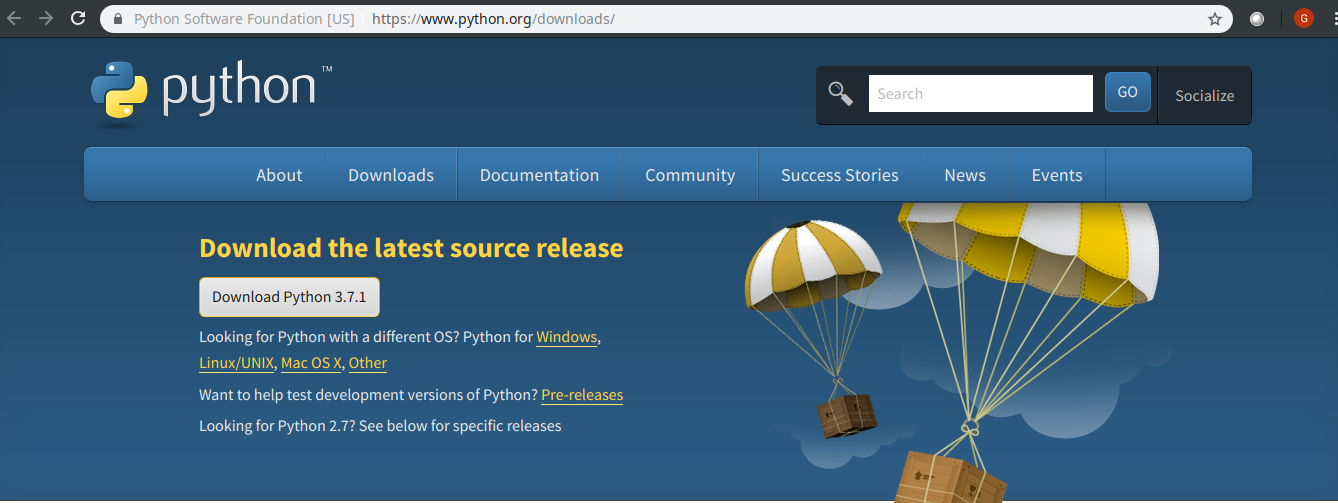 Python Software Foundation [US] https://www.python.org/downloads/
G
python™
Search
GO
Socialize
About Downloads Documentation Community Success Stories News Events
Download the latest source release
Download Python 3.7.1
Looking for Python with a different OS? Python for Windows,
Linux/UNIX, Mac OS X, Other
Want to help test development versions of Python? Pre-releases
Looking for Python 2.7? See below for specific releases